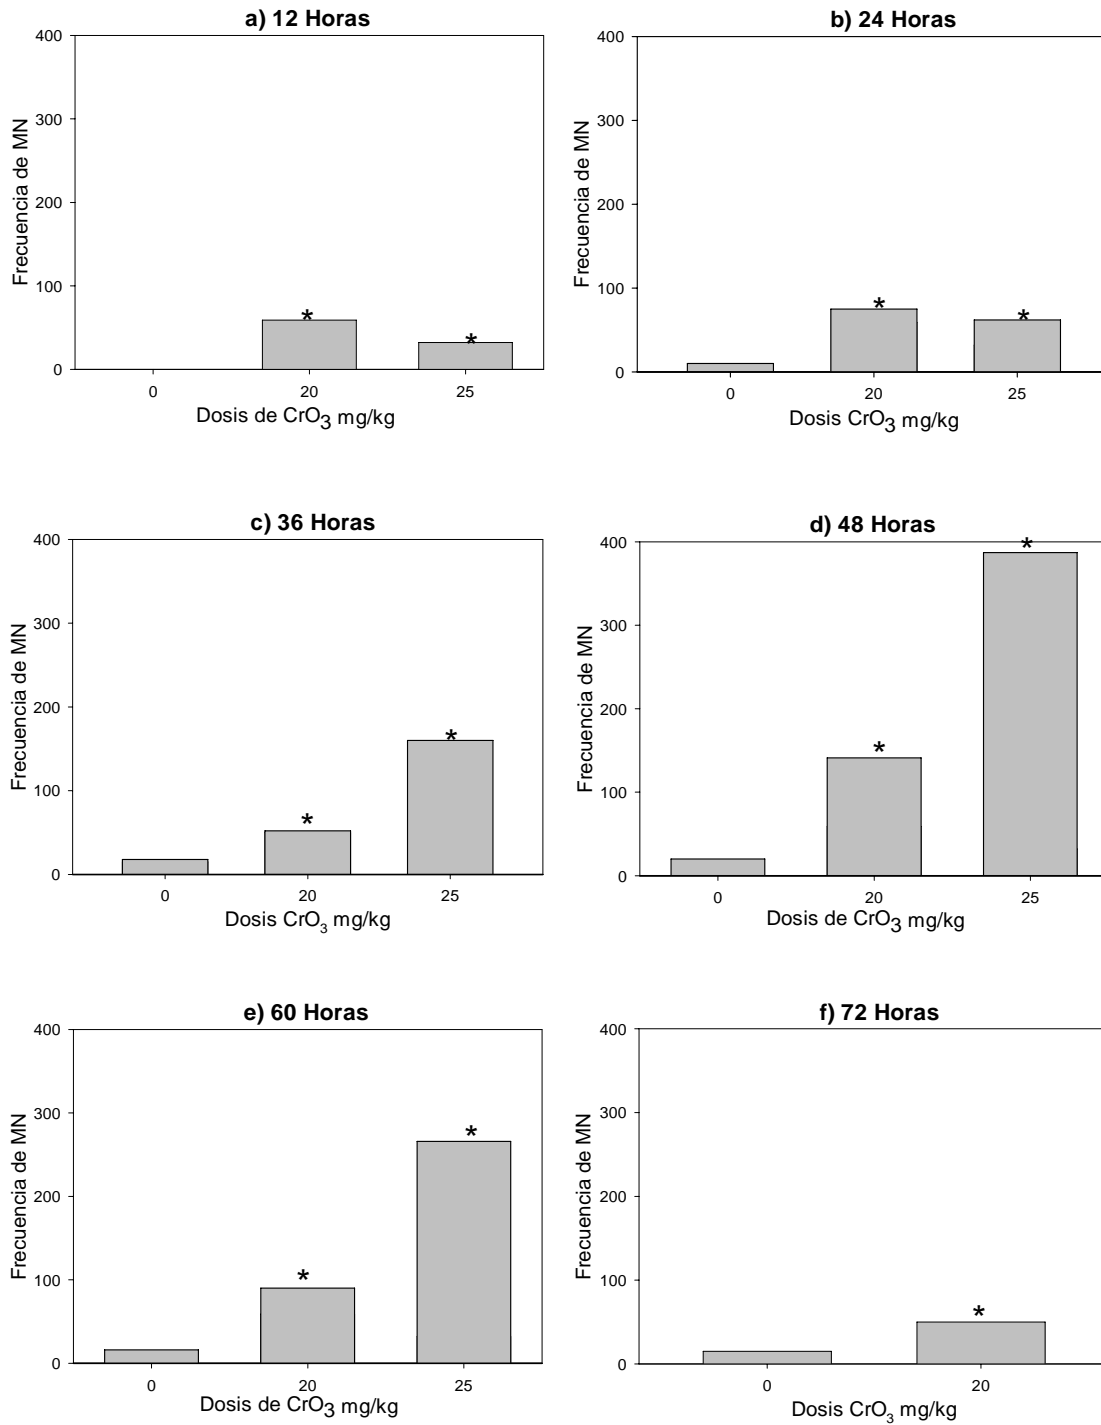 a) 12 Horas
400
300
200
100
0
Frecuencia de MN
*
*
0 20 25
Dosis de CrO3 mg/kg
b) 24 Horas
400
300
200
100
0
Frecuencia de MN
*
*
0 20 25
Dosis CrO3 mg/kg
c) 36 Horas
400
300
200
100
0
Frecuencia de MN
*
*
0 20 25
Dosis CrO3 mg/kg
d) 48 Horas
400
300
200
100
0
Frecuencia de MN
*
*
0 20 25
Dosis de CrO3 mg/kg
e) 60 Horas
400
300
200
100
0
Frecuencia de MN
*
*
0 20 25
Dosis de CrO3 mg/kg
f) 72 Horas
400
300
200
100
0
Frecuencia de MN
*
0 20
Dosis CrO3 mg/kg